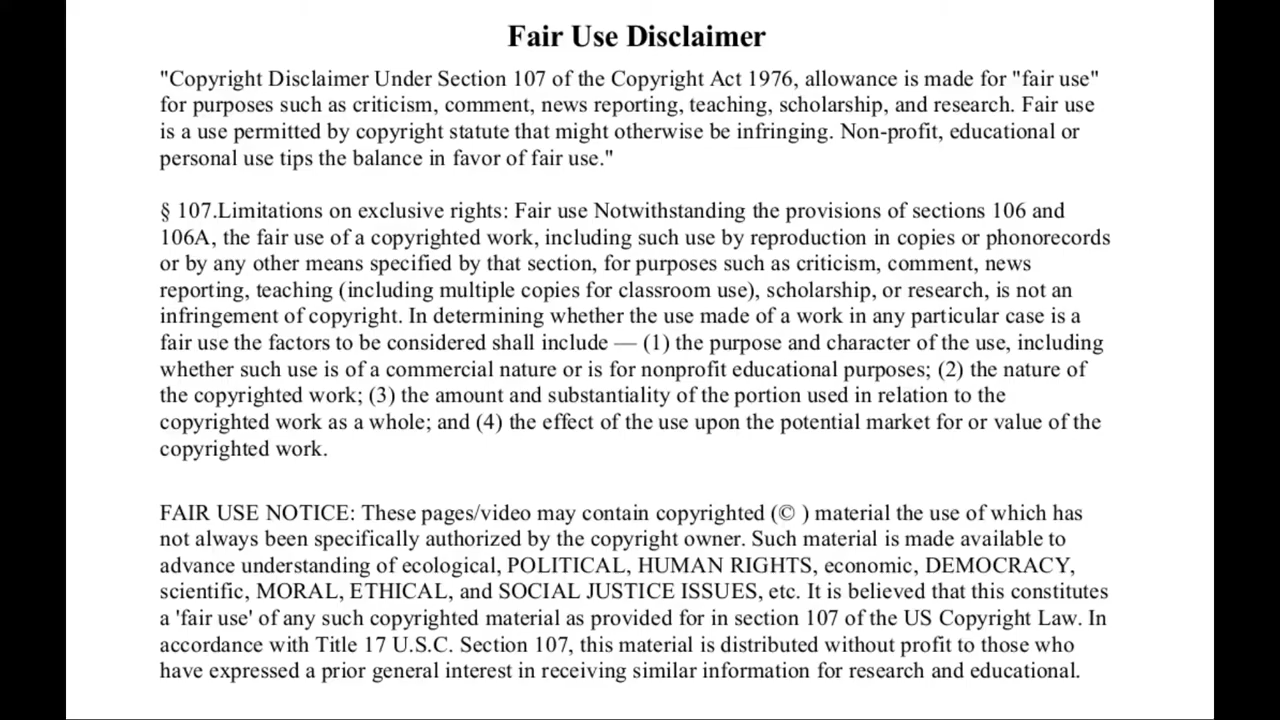 Fair Use Disclaimer
"Copyright Disclaimer Under Section 107 of the Copyright Act 1976, allowance is made for "fair use"
for purposes such as criticism, comment, news reporting, teaching, scholarship, and research. Fair use
is a use permitted by copyright statute that might otherwise be infringing. Non-profit, educational or
personal use tips the balance in favor of fair use."
§ 107.Limitations on exclusive rights: Fair use Notwithstanding the provisions of sections 106 and
106A, the fair use of a copyrighted work, including such use by reproduction in copies or phonorecords
or by any other means specified by that section, for purposes such as criticism, comment, news
reporting, teaching (including multiple copies for classroom use), scholarship, or research, is not an
infringement of copyright. In determining whether the use made of a work in any particular case is a
fair use the factors to be considered shall include — (1) the purpose and character of the use, including
whether such use is of a commercial nature or is for nonprofit educational purposes; (2) the nature of
the copyrighted work; (3) the amount and substantiality of the portion used in relation to the
copyrighted work as a whole; and (4) the effect of the use upon the potential market for or value of the
copyrighted work.
FAIR USE NOTICE: These pages/video may contain copyrighted (© ) material the use of which has
not always been specifically authorized by the copyright owner. Such material is made available to
advance understanding of ecological, POLITICAL, HUMAN RIGHTS, economic, DEMOCRACY,
scientific, MORAL, ETHICAL, and SOCIAL JUSTICE ISSUES, etc. It is believed that this constitutes
a 'fair use' of any such copyrighted material as provided for in section 107 of the US Copyright Law. In
accordance with Title 17 U.S.C. Section 107, this material is distributed without profit to those who
have expressed a prior general interest in receiving similar information for research and educational.